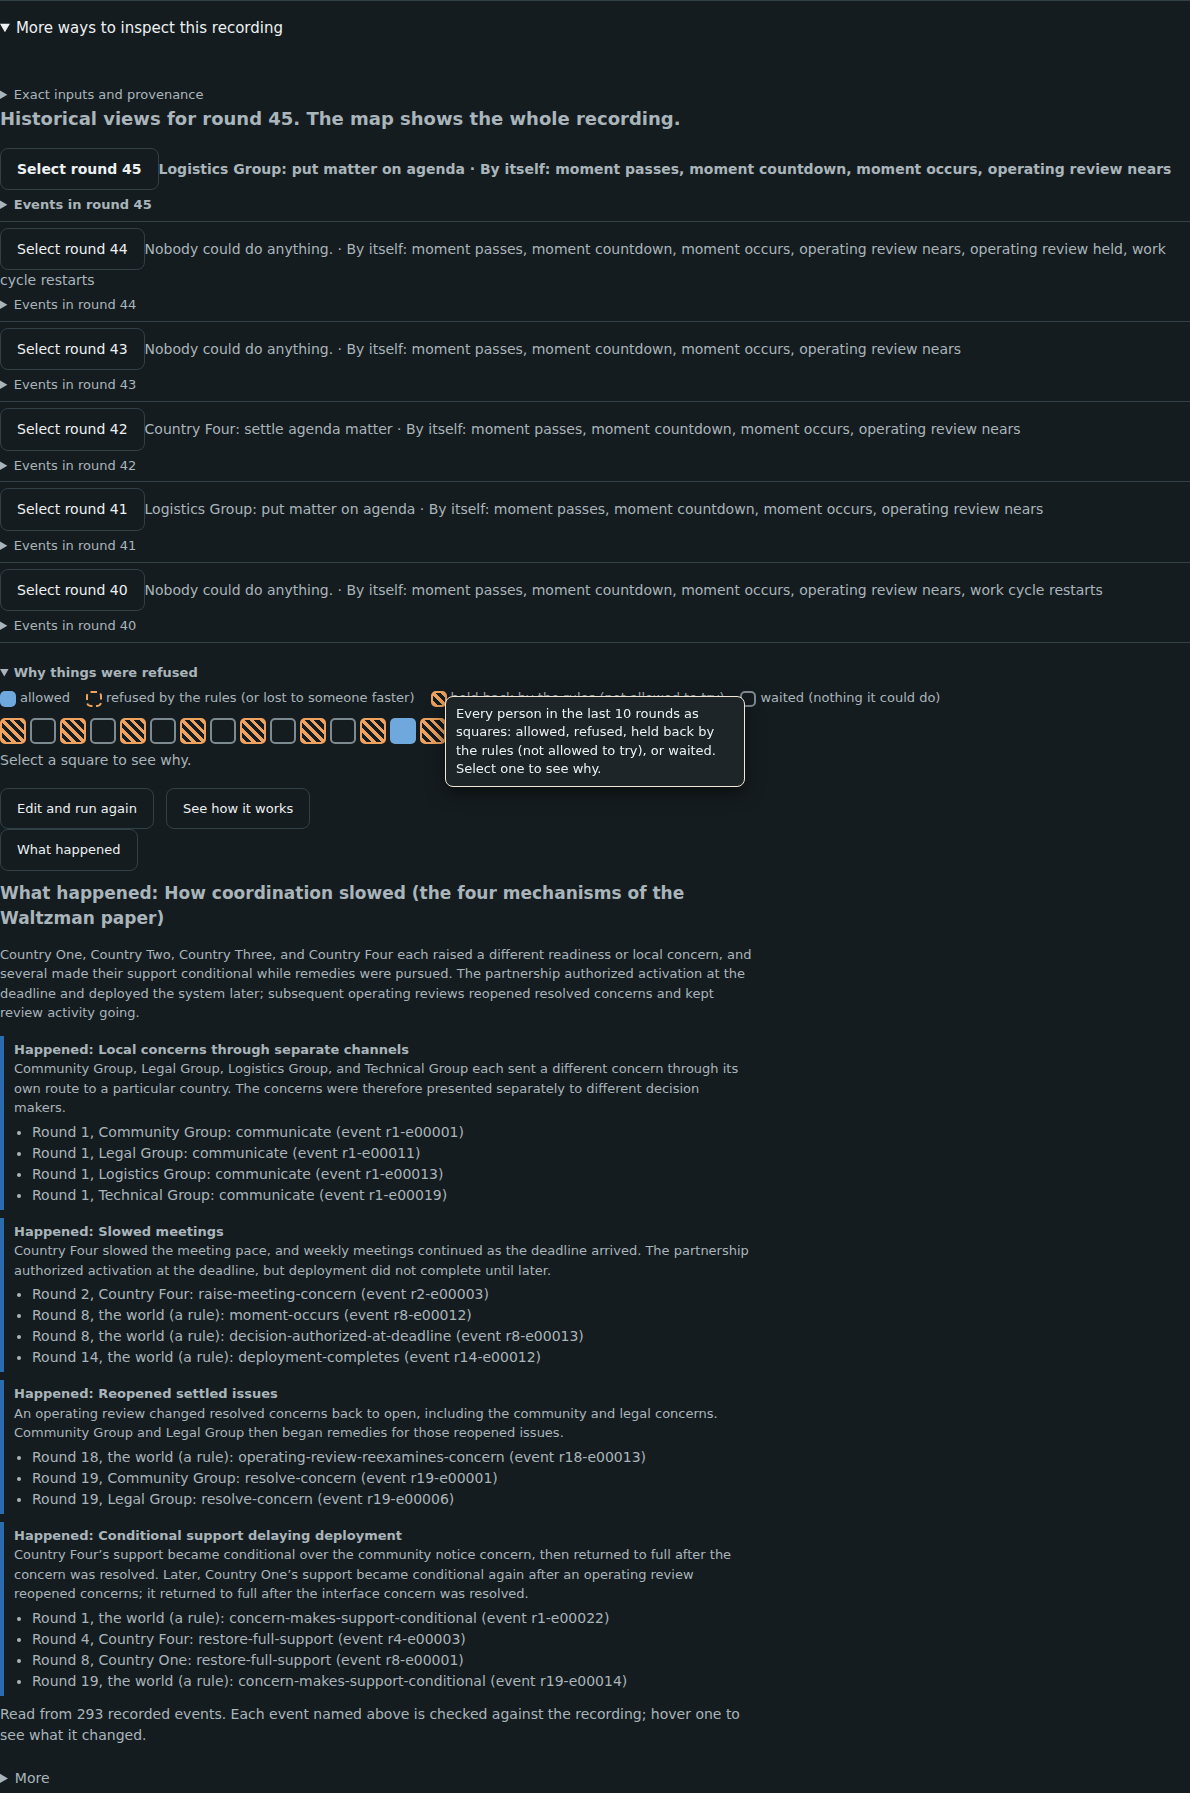 More ways to inspect this recording
Exact inputs and provenance
Historical views for round 45. The map shows the whole recording.
Select round 45 Logistics Group: put matter on agenda · By itself: moment passes, moment countdown, moment occurs, operating review nears
Events in round 45
Select round 44 Nobody could do anything. · By itself: moment passes, moment countdown, moment occurs, operating review nears, operating review held, work
cycle restarts
Events in round 44
Select round 43 Nobody could do anything. · By itself: moment passes, moment countdown, moment occurs, operating review nears
Events in round 43
Select round 42 Country Four: settle agenda matter · By itself: moment passes, moment countdown, moment occurs, operating review nears
Events in round 42
Select round 41 Logistics Group: put matter on agenda · By itself: moment passes, moment countdown, moment occurs, operating review nears
Events in round 41
Select round 40 Nobody could do anything. · By itself: moment passes, moment countdown, moment occurs, operating review nears, work cycle restarts
Events in round 40
Why things were refused
allowed refused by the rules (or lost to someone faster) waited (nothing it could do)
Every person in the last 10 rounds as
squares: allowed, refused, held back by
the rules (not allowed to try), or waited.
Select one to see why.
Select a square to see why.
Edit and run again See how it works
What happened
What happened: How coordination slowed (the four mechanisms of the
Waltzman paper)
Country One, Country Two, Country Three, and Country Four each raised a different readiness or local concern, and
several made their support conditional while remedies were pursued. The partnership authorized activation at the
deadline and deployed the system later; subsequent operating reviews reopened resolved concerns and kept
review activity going.
Happened: Local concerns through separate channels
Community Group, Legal Group, Logistics Group, and Technical Group each sent a different concern through its
own route to a particular country. The concerns were therefore presented separately to different decision
makers.
• Round 1, Community Group: communicate (event r1-e00001)
• Round 1, Legal Group: communicate (event r1-e00011)
• Round 1, Logistics Group: communicate (event r1-e00013)
• Round 1, Technical Group: communicate (event r1-e00019)
Happened: Slowed meetings
Country Four slowed the meeting pace, and weekly meetings continued as the deadline arrived. The partnership
authorized activation at the deadline, but deployment did not complete until later.
• Round 2, Country Four: raise-meeting-concern (event r2-e00003)
• Round 8, the world (a rule): moment-occurs (event r8-e00012)
• Round 8, the world (a rule): decision-authorized-at-deadline (event r8-e00013)
• Round 14, the world (a rule): deployment-completes (event r14-e00012)
Happened: Reopened settled issues
An operating review changed resolved concerns back to open, including the community and legal concerns.
Community Group and Legal Group then began remedies for those reopened issues.
• Round 18, the world (a rule): operating-review-reexamines-concern (event r18-e00013)
• Round 19, Community Group: resolve-concern (event r19-e00001)
• Round 19, Legal Group: resolve-concern (event r19-e00006)
Happened: Conditional support delaying deployment
Country Four’s support became conditional over the community notice concern, then returned to full after the
concern was resolved. Later, Country One’s support became conditional again after an operating review
reopened concerns; it returned to full after the interface concern was resolved.
• Round 1, the world (a rule): concern-makes-support-conditional (event r1-e00022)
• Round 4, Country Four: restore-full-support (event r4-e00003)
• Round 8, Country One: restore-full-support (event r8-e00001)
• Round 19, the world (a rule): concern-makes-support-conditional (event r19-e00014)
Read from 293 recorded events. Each event named above is checked against the recording; hover one to
see what it changed.
More